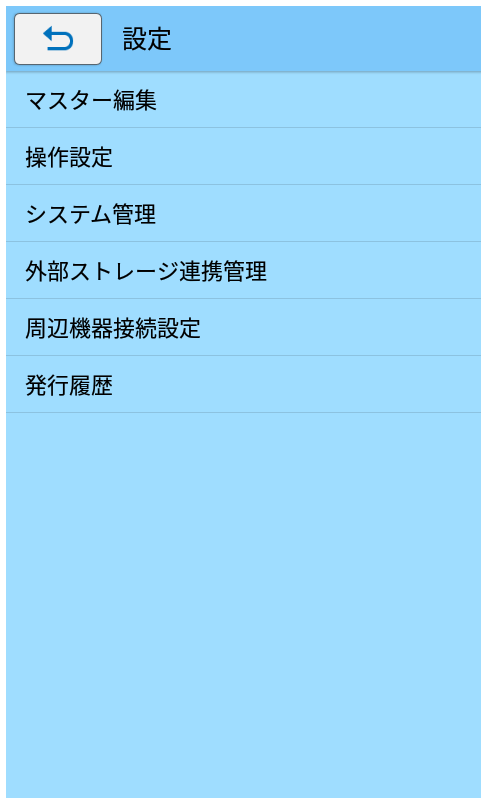 設定
マスター編集
操作設定
システム管理
外部ストレージ連携管理
周辺機器接続設定
発行履歴